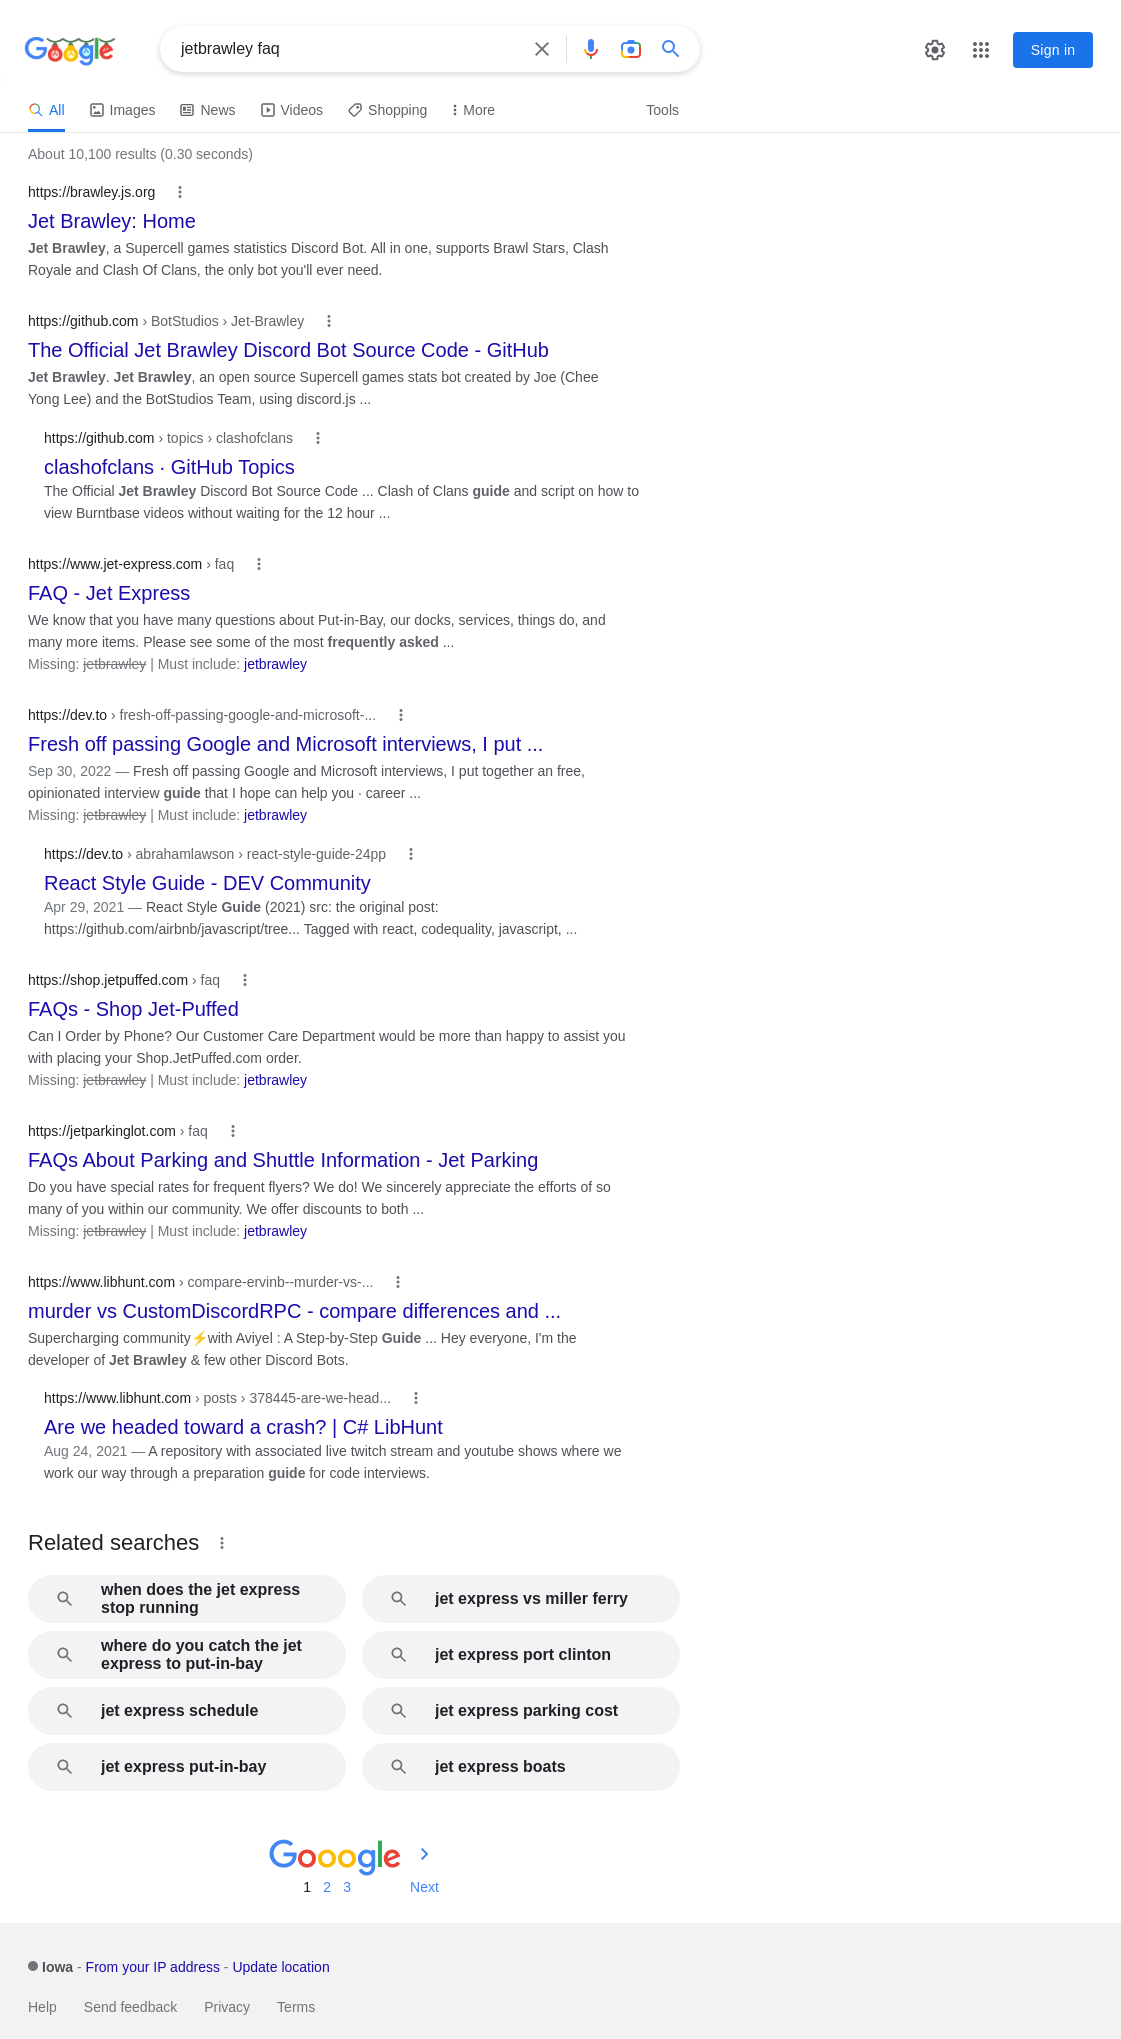 Google
jetbrawley faq
Sign in
All Images News Videos Shopping More Tools
About 10,100 results (0.30 seconds)
https://brawley.js.org
Jet Brawley: Home
Jet Brawley, a Supercell games statistics Discord Bot. All in one, supports Brawl Stars, Clash
Royale and Clash Of Clans, the only bot you'll ever need.
https://github.com › BotStudios › Jet-Brawley
The Official Jet Brawley Discord Bot Source Code - GitHub
Jet Brawley. Jet Brawley, an open source Supercell games stats bot created by Joe (Chee
Yong Lee) and the BotStudios Team, using discord.js ...
https://github.com › topics › clashofclans
clashofclans · GitHub Topics
The Official Jet Brawley Discord Bot Source Code ... Clash of Clans guide and script on how to
view Burntbase videos without waiting for the 12 hour ...
https://www.jet-express.com › faq
FAQ - Jet Express
We know that you have many questions about Put-in-Bay, our docks, services, things do, and
many more items. Please see some of the most frequently asked ...
Missing: jetbrawley | Must include: jetbrawley
https://dev.to › fresh-off-passing-google-and-microsoft-...
Fresh off passing Google and Microsoft interviews, I put ...
Sep 30, 2022 — Fresh off passing Google and Microsoft interviews, I put together an free,
opinionated interview guide that I hope can help you · career ...
Missing: jetbrawley | Must include: jetbrawley
https://dev.to › abrahamlawson › react-style-guide-24pp
React Style Guide - DEV Community
Apr 29, 2021 — React Style Guide (2021) src: the original post:
https://github.com/airbnb/javascript/tree... Tagged with react, codequality, javascript, ...
https://shop.jetpuffed.com › faq
FAQs - Shop Jet-Puffed
Can I Order by Phone? Our Customer Care Department would be more than happy to assist you
with placing your Shop.JetPuffed.com order.
Missing: jetbrawley | Must include: jetbrawley
https://jetparkinglot.com › faq
FAQs About Parking and Shuttle Information - Jet Parking
Do you have special rates for frequent flyers? We do! We sincerely appreciate the efforts of so
many of you within our community. We offer discounts to both ...
Missing: jetbrawley | Must include: jetbrawley
https://www.libhunt.com › compare-ervinb--murder-vs-...
murder vs CustomDiscordRPC - compare differences and ...
Supercharging community⚡with Aviyel : A Step-by-Step Guide ... Hey everyone, I'm the
developer of Jet Brawley & few other Discord Bots.
https://www.libhunt.com › posts › 378445-are-we-head...
Are we headed toward a crash? | C# LibHunt
Aug 24, 2021 — A repository with associated live twitch stream and youtube shows where we
work our way through a preparation guide for code interviews.
Related searches
when does the jet express
stop running
jet express vs miller ferry
where do you catch the jet
express to put-in-bay
jet express port clinton
jet express schedule
jet express parking cost
jet express put-in-bay
jet express boats
Gooogle
1 2 3 Next
Iowa - From your IP address - Update location
Help Send feedback Privacy Terms